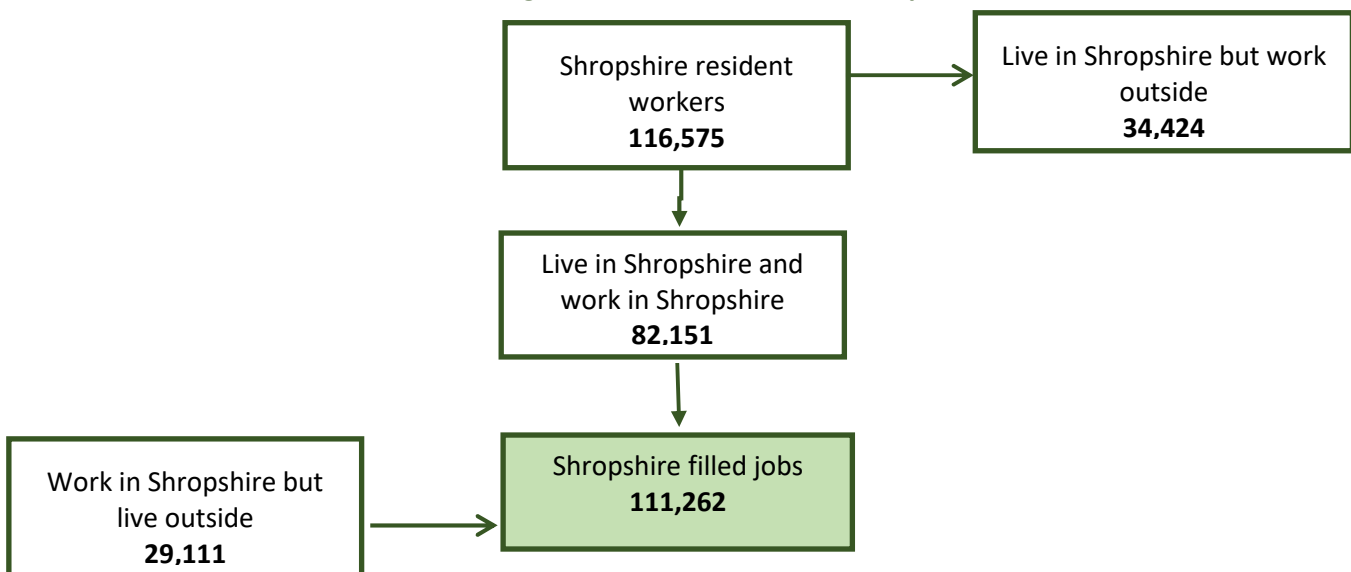 Shropshire resident
workers
116,575
Live in Shropshire but work
outside
34,424
Live in Shropshire and
work in Shropshire
82,151
Shropshire filled jobs
111,262
Work in Shropshire but
live outside
29,111